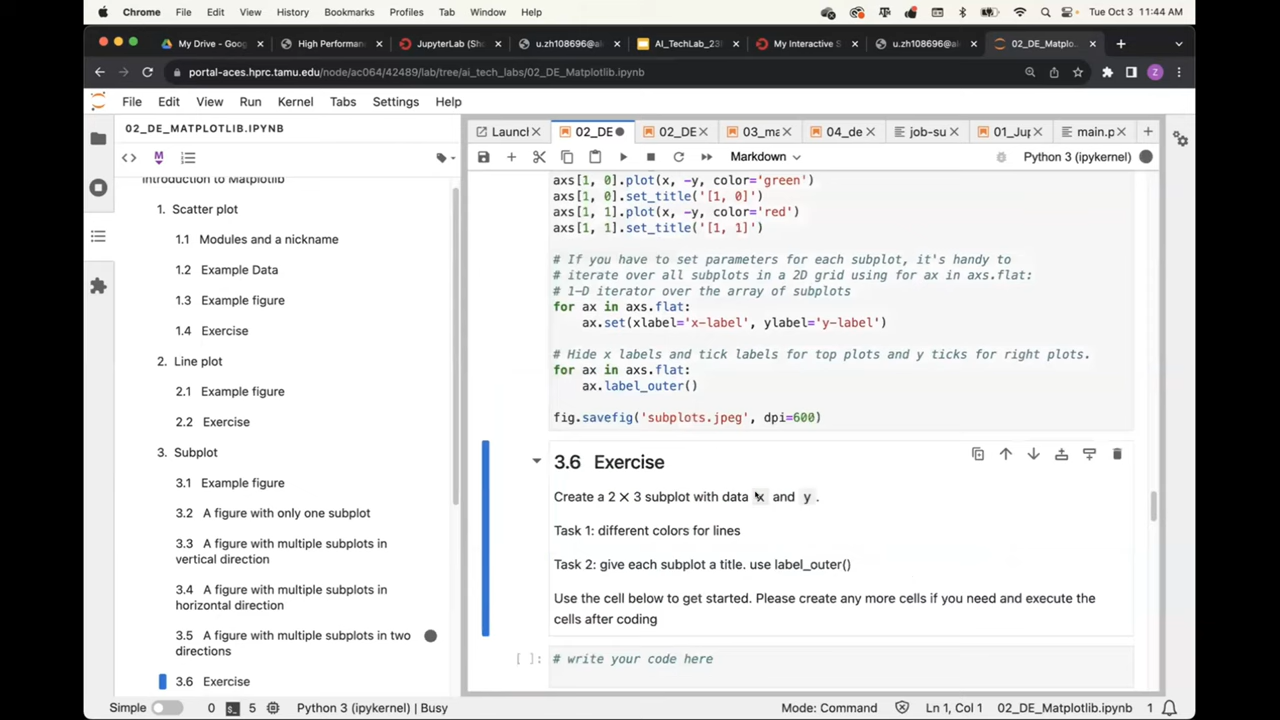 Chrome File Edit View History Bookmarks Profiles Tab Window Help Tue Oct 3 11:44 AM
My Drive - Goog High Performan JupyterLab (Sho u.zh108696@al AI_TechLab_23 My Interactive S u.zh108696@al 02_DE_Matplo
portal-aces.hprc.tamu.edu/node/ac064/42489/lab/tree/ai_tech_labs/02_DE_Matplotlib.ipynb Z
File Edit View Run Kernel Tabs Settings Help
02_DE_MATPLOTLIB.IPYNB
Introduction to Matplotlib
1. Scatter plot
1.1 Modules and a nickname
1.2 Example Data
1.3 Example figure
1.4 Exercise
2. Line plot
2.1 Example figure
2.2 Exercise
3. Subplot
3.1 Example figure
3.2 A figure with only one subplot
3.3 A figure with multiple subplots in
vertical direction
3.4 A figure with multiple subplots in
horizontal direction
3.5 A figure with multiple subplots in two
directions
3.6 Exercise
Launcl 02_DE 02_DE 03_ma 04_de job-su 01_Jup main.p
Markdown Python 3 (ipykernel)
axs[1, 0].plot(x, -y, color='green')
axs[1, 0].set_title('[1, 0]')
axs[1, 1].plot(x, -y, color='red')
axs[1, 1].set_title('[1, 1]')
# If you have to set parameters for each subplot, it's handy to
# iterate over all subplots in a 2D grid using for ax in axs.flat:
# 1-D iterator over the array of subplots
for ax in axs.flat:
ax.set(xlabel='x-label', ylabel='y-label')
# Hide x labels and tick labels for top plots and y ticks for right plots.
for ax in axs.flat:
ax.label_outer()
fig.savefig('subplots.jpeg', dpi=600)
3.6 Exercise
Create a 2 × 3 subplot with data x and y .
Task 1: different colors for lines
Task 2: give each subplot a title. use label_outer()
Use the cell below to get started. Please create any more cells if you need and execute the
cells after coding
[ ]: # write your code here
Simple 0 5 Python 3 (ipykernel) | Busy Mode: Command Ln 1, Col 1 02_DE_Matplotlib.ipynb 1